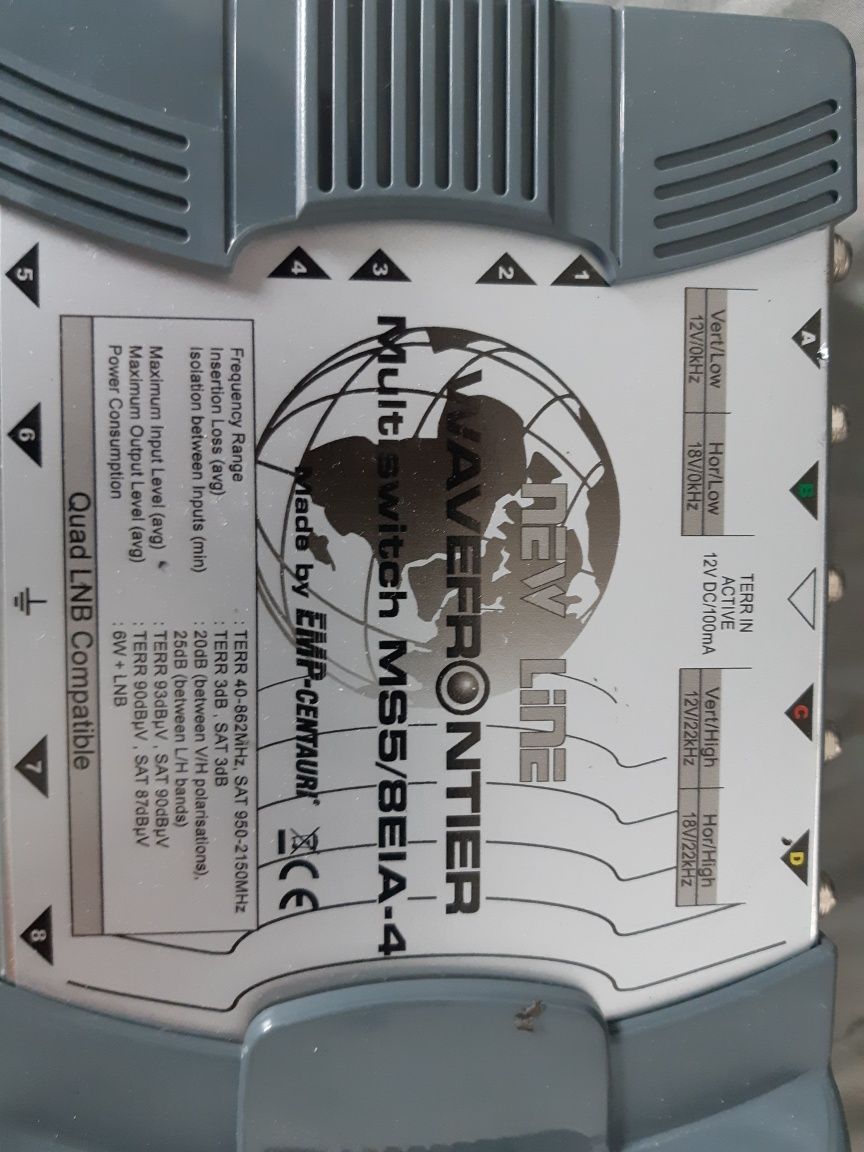 A
B
C
D
Vert/Low
12V/0kHz
Hor/Low
18V/0kHz
TERR IN
ACTIVE
12V DC/100mA
Vert/High
12V/22kHz
Hor/High
18V/22kHz
NEW LINE
WAVEFRONTIER
Multiswitch MS5/8EIA-4
Made by EMP-CENTAURI® CE
1
2
3
4
Frequency Range : TERR 40-862MHz, SAT 950-2150MHz
Insertion Loss (avg) : TERR 3dB , SAT 3dB
Isolation between Inputs (min) : 20dB (between V/H polarisations),
25dB (between L/H bands)
Maximum Input Level (avg) : TERR 93dBµV , SAT 90dBµV
Maximum Output Level (avg) : TERR 90dBµV , SAT 87dBµV
Power Consumption : 6W + LNB
Quad LNB Compatible
5
6
7
8